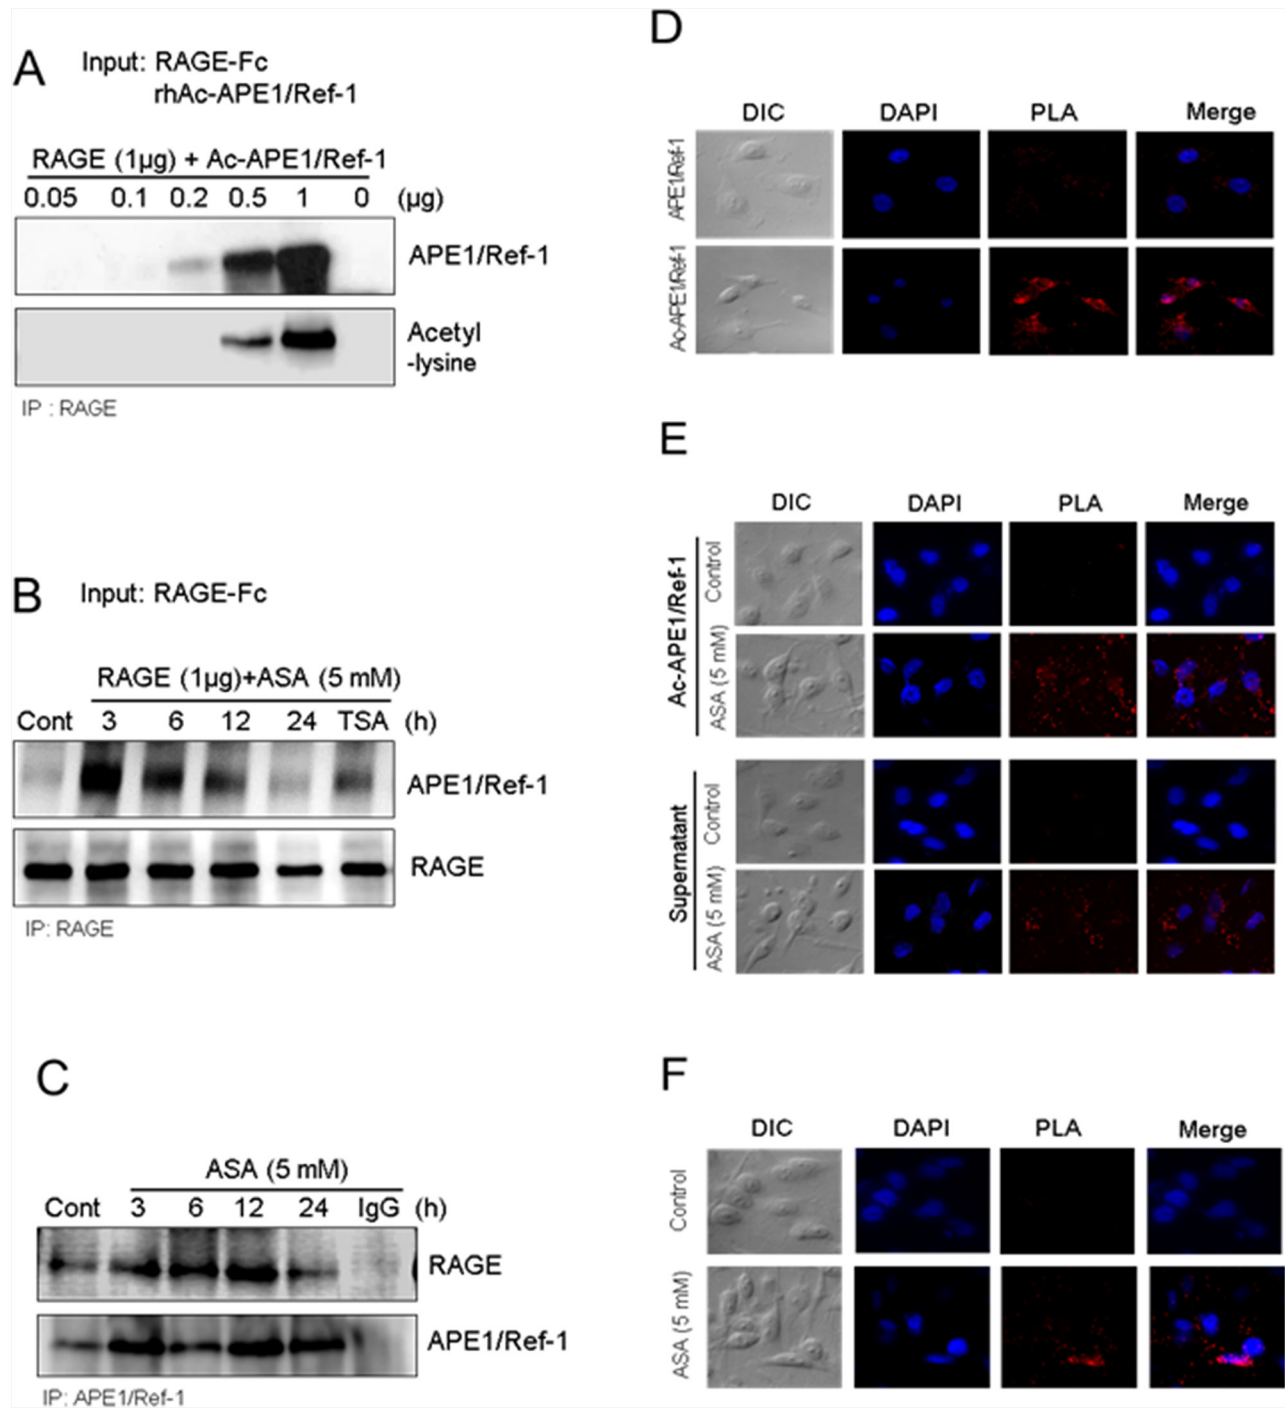 A
Input: RAGE-Fc
rhAc-APE1/Ref-1
RAGE (1µg) + Ac-APE1/Ref-1
0.05 0.1 0.2 0.5 1 0 (µg)
APE1/Ref-1
Acetyl
-lysine
IP : RAGE
B
Input: RAGE-Fc
RAGE (1µg)+ASA (5 mM)
Cont 3 6 12 24 TSA (h)
APE1/Ref-1
RAGE
IP: RAGE
C
ASA (5 mM)
Cont 3 6 12 24 IgG (h)
RAGE
APE1/Ref-1
IP: APE1/Ref-1
D
DIC DAPI PLA Merge
APE1/Ref-1
Ac-APE1/Ref-1
E
DIC DAPI PLA Merge
Ac-APE1/Ref-1
Control
ASA (5 mM)
Supernatant
Control
ASA (5 mM)
F
DIC DAPI PLA Merge
Control
ASA (5 mM)